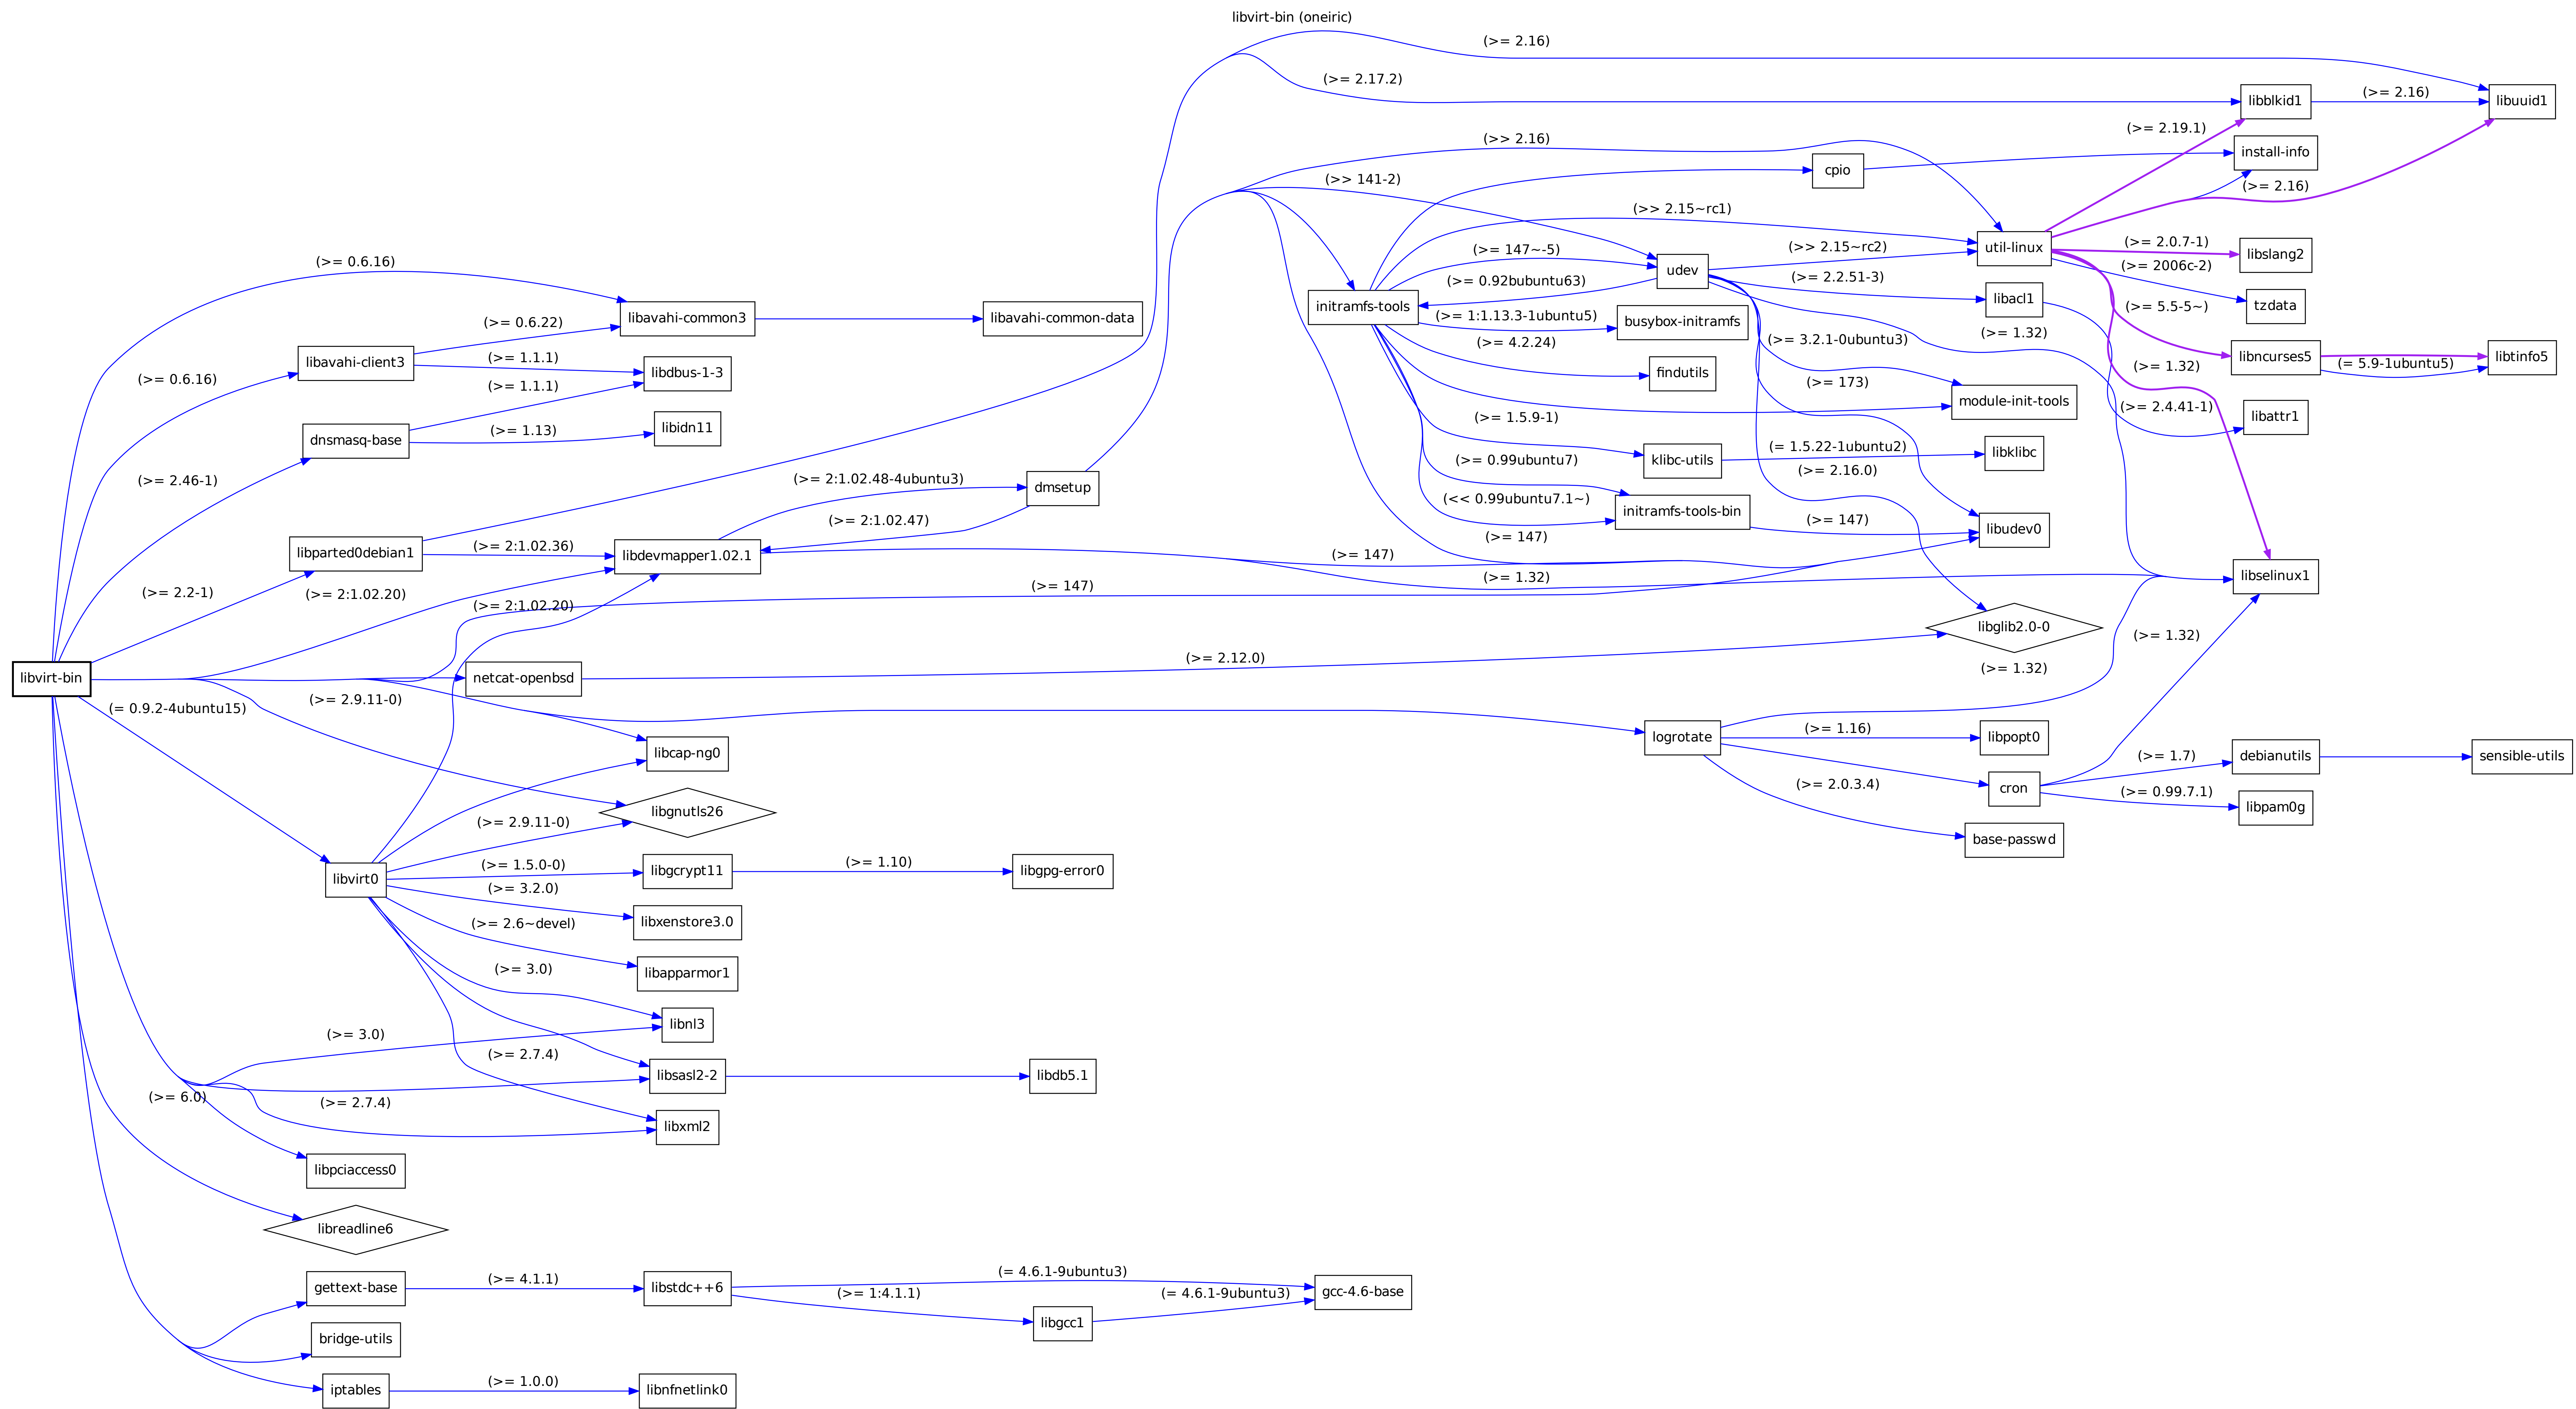 libvirt-bin (oneiric)
(>= 2.16)
(>= 2.17.2)
libblkid1
(>= 2.16)
libuuid1
(>= 2.19.1)
(>> 2.16)
install-info
cpio
(>> 141-2)
(>= 2.16)
(>> 2.15~rc1)
util-linux
(>= 2.0.7-1)
libslang2
(>= 147~-5)
(>> 2.15~rc2)
(>= 0.6.16)
udev
(>= 2006c-2)
(>= 0.92bubuntu63)
(>= 2.2.51-3)
libacl1
tzdata
initramfs-tools
(>= 5.5-5~)
libavahi-common3
libavahi-common-data
(>= 1:1.13.3-1ubuntu5)
busybox-initramfs
(>= 0.6.22)
(>= 1.32)
(>= 3.2.1-0ubuntu3)
(>= 4.2.24)
libavahi-client3
(>= 1.1.1)
libncurses5
libtinfo5
(= 5.9-1ubuntu5)
(>= 1.32)
(>= 0.6.16)
libdbus-1-3
findutils
(>= 173)
(>= 1.1.1)
module-init-tools
(>= 2.4.41-1)
libattr1
(>= 1.5.9-1)
libidn11
(>= 1.13)
dnsmasq-base
(= 1.5.22-1ubuntu2)
libklibc
klibc-utils
(>= 0.99ubuntu7)
(>= 2.16.0)
(>= 2.46-1)
(>= 2:1.02.48-4ubuntu3)
dmsetup
(<< 0.99ubuntu7.1~)
initramfs-tools-bin
(>= 147)
libudev0
(>= 2:1.02.47)
(>= 147)
libparted0debian1
(>= 2:1.02.36)
libdevmapper1.02.1
(>= 147)
(>= 1.32)
libselinux1
(>= 147)
(>= 2.2-1)
(>= 2:1.02.20)
(>= 2:1.02.20)
libglib2.0-0
(>= 1.32)
(>= 2.12.0)
(>= 1.32)
libvirt-bin
netcat-openbsd
(>= 2.9.11-0)
(= 0.9.2-4ubuntu15)
(>= 1.16)
logrotate
libpopt0
libcap-ng0
(>= 1.7)
debianutils
sensible-utils
(>= 2.0.3.4)
cron
(>= 0.99.7.1)
libpam0g
libgnutls26
(>= 2.9.11-0)
base-passwd
(>= 1.5.0-0)
libgcrypt11
(>= 1.10)
libgpg-error0
libvirt0
(>= 3.2.0)
libxenstore3.0
(>= 2.6~devel)
(>= 3.0)
libapparmor1
libnl3
(>= 3.0)
(>= 2.7.4)
libsasl2-2
libdb5.1
(>= 6.0)
(>= 2.7.4)
libxml2
libpciaccess0
libreadline6
(= 4.6.1-9ubuntu3)
(>= 4.1.1)
gettext-base
libstdc++6
(>= 1:4.1.1)
(= 4.6.1-9ubuntu3)
gcc-4.6-base
libgcc1
bridge-utils
(>= 1.0.0)
iptables
libnfnetlink0